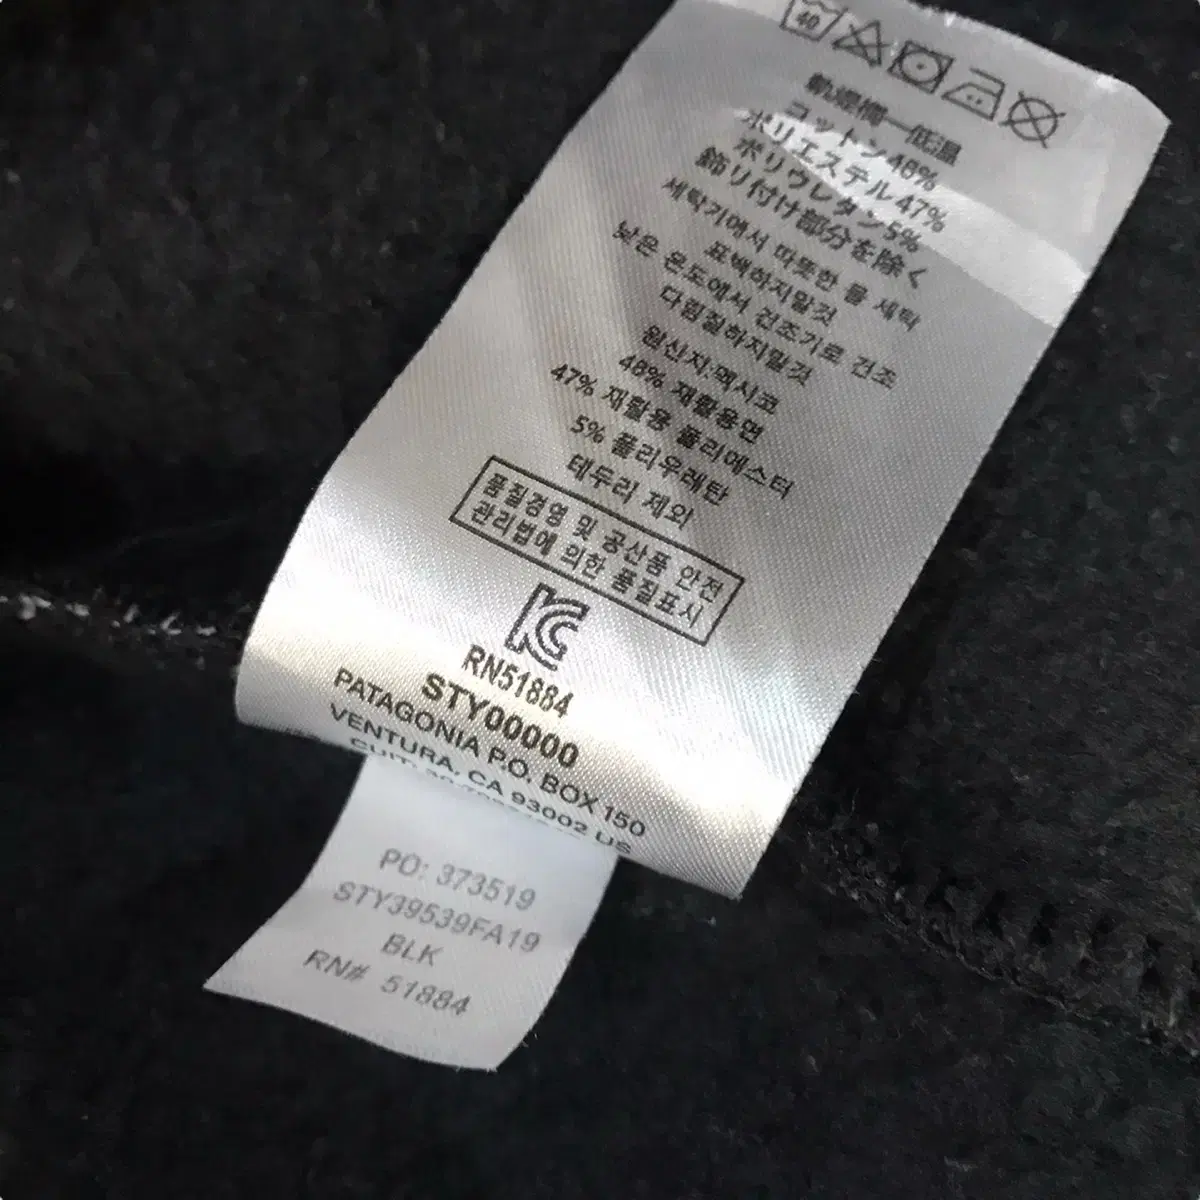 40
乾燥機―低温
コットン48%
ポリエステル47%
ポリウレタン5%
飾り付け部分を除く
세탁기에서 따뜻한 물 세탁
표백하지말것
낮은 온도에서 건조기로 건조
다림질하지말것
원산지:멕시코
48% 재활용면
47% 재활용 폴리에스터
5% 폴리우레탄
테두리 제외
품질경영 및 공산품 안전
관리법에 의한 품질표시
RN51884
STY00000
PATAGONIA P.O. BOX 150
VENTURA, CA 93002 US
PO: 373519
STY39539FA19
BLK
RN# 51884